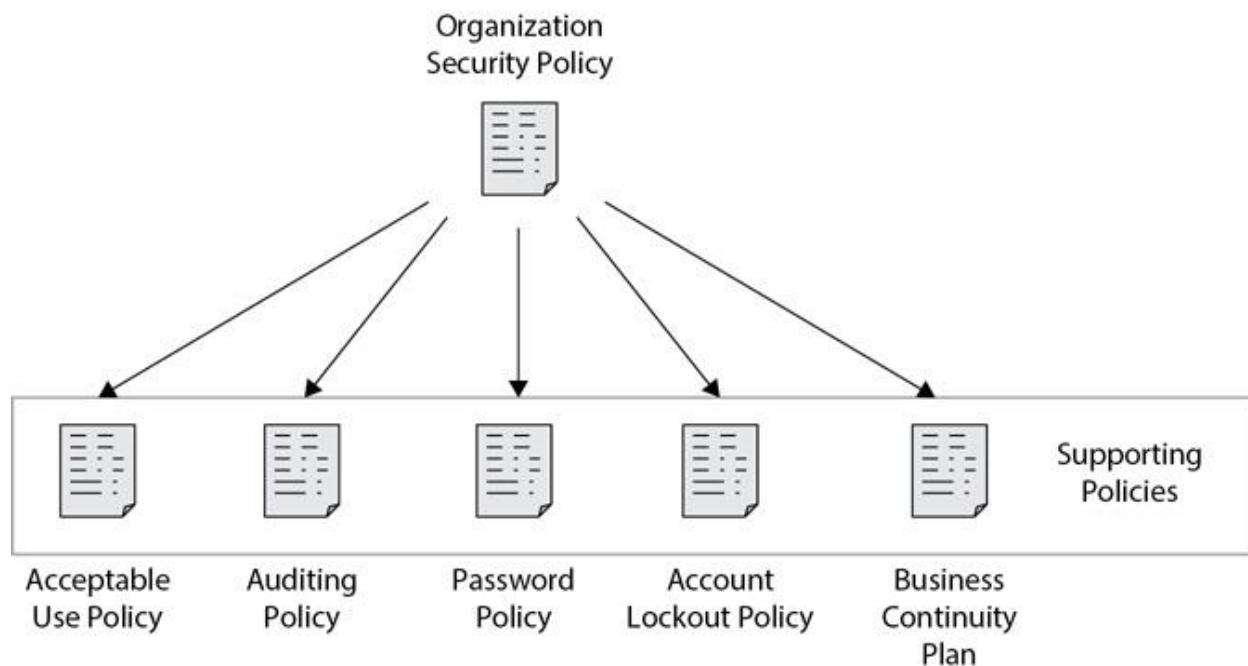 Organization
Security Policy
Supporting
Policies
Acceptable
Use Policy
Auditing
Policy
Password
Policy
Account
Lockout Policy
Business
Continuity
Plan